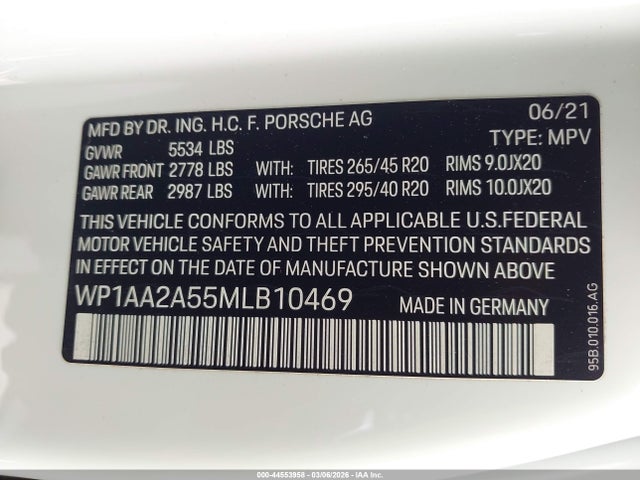 MFD BY DR. ING. H.C. F. PORSCHE AG 06/21
GVWR 5534 LBS TYPE: MPV
GAWR FRONT 2778 LBS WITH: TIRES 265/45 R20 RIMS 9.0JX20
GAWR REAR 2987 LBS WITH: TIRES 295/40 R20 RIMS 10.0JX20
THIS VEHICLE CONFORMS TO ALL APPLICABLE U.S.FEDERAL
MOTOR VEHICLE SAFETY AND THEFT PREVENTION STANDARDS
IN EFFECT ON THE DATE OF MANUFACTURE SHOWN ABOVE
WP1AA2A55MLB10469 MADE IN GERMANY
95B.010.016.AG
000-44553958 - 03/06/2026 - IAA Inc.